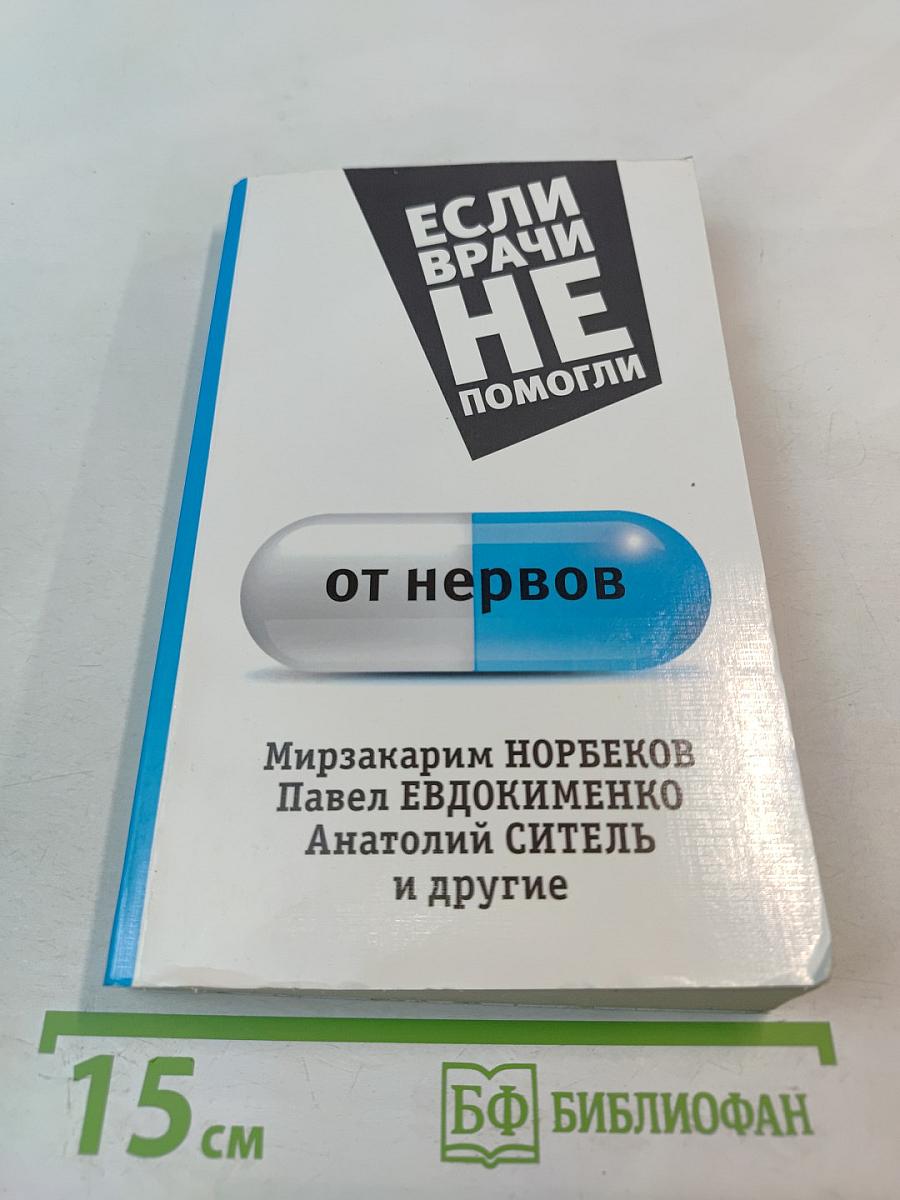 ЕСЛИ
ВРАЧИ
НЕ
ПОМОГЛИ
от нервов
Мирзакарим НОРБЕКОВ
Павел ЕВДОКИМЕНКО
Анатолий СИТЕЛЬ
и другие
15 см
БФ БИБЛИОФАН